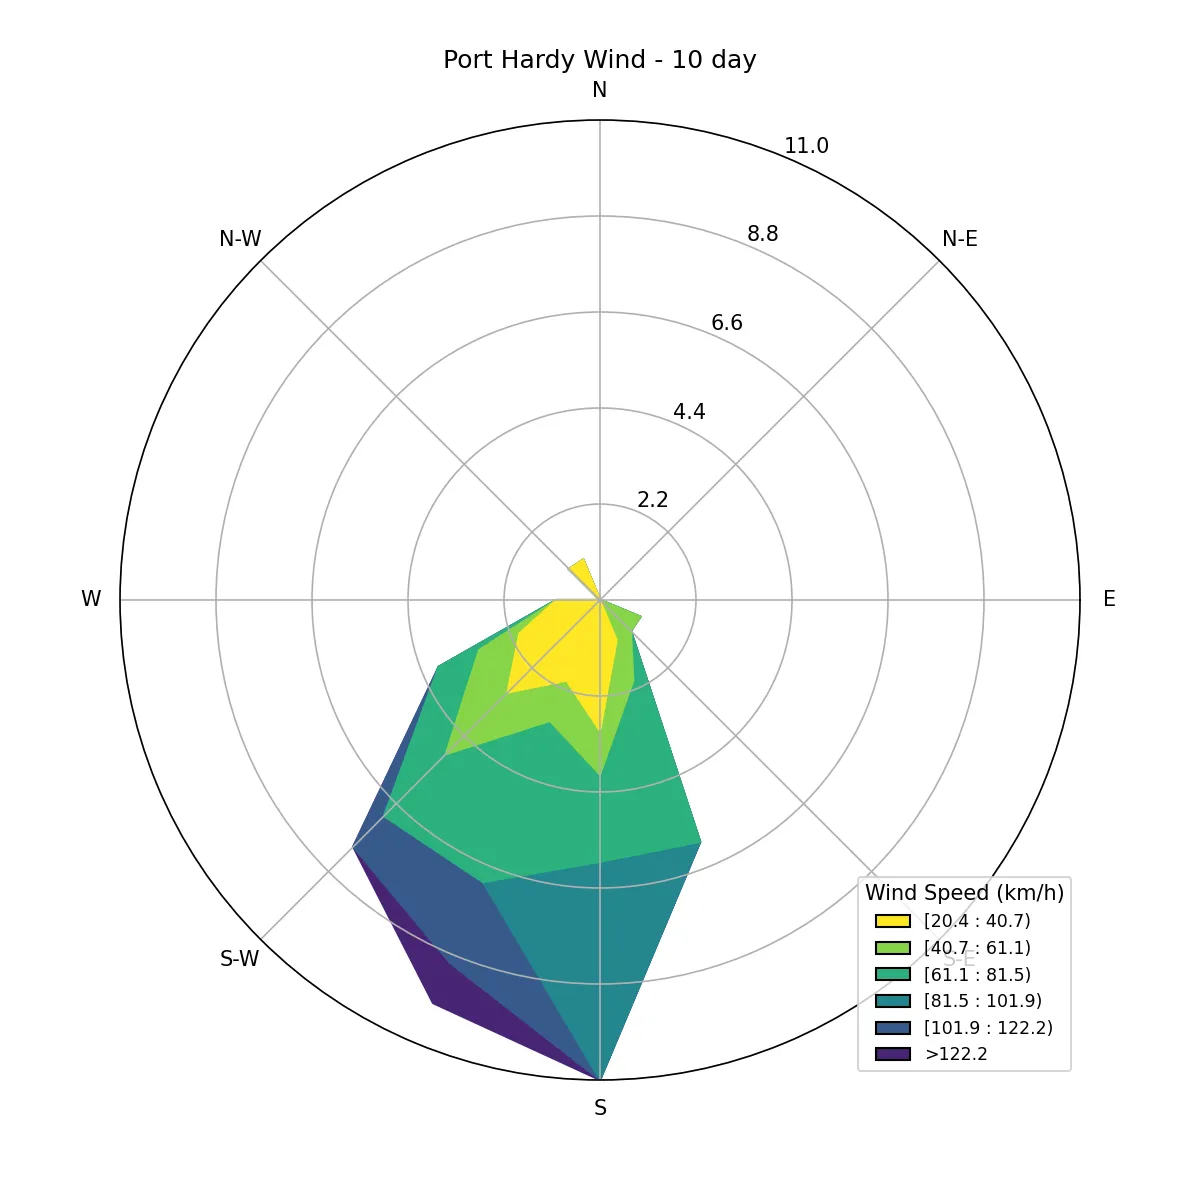 Port Hardy Wind - 10 day
N
11.0
N-W
N-E
8.8
6.6
4.4
2.2
W
E
S-W
S-E
Wind Speed (km/h)
[20.4 : 40.7)
[40.7 : 61.1)
[61.1 : 81.5)
[81.5 : 101.9)
[101.9 : 122.2)
>122.2
S